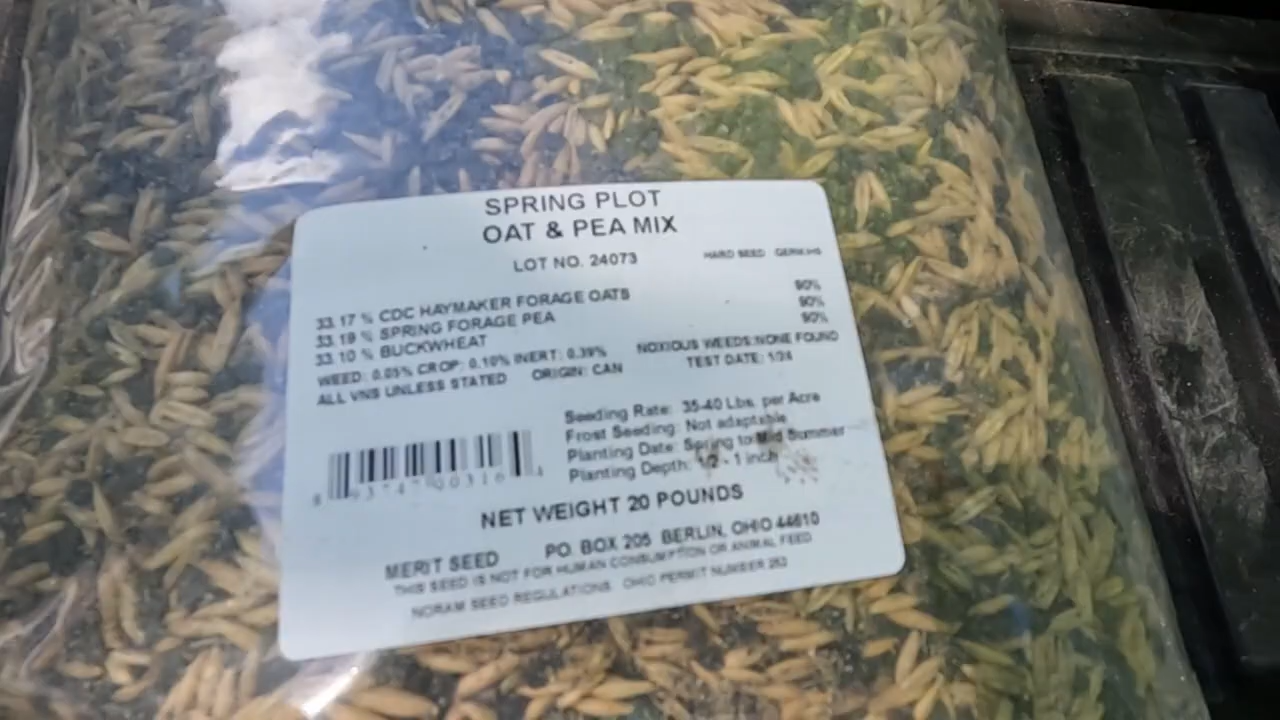 SPRING PLOT
OAT & PEA MIX
LOT NO. 24073 HARD SEED GERM
33.17 % CDC HAYMAKER FORAGE OATS 90%
33.19 % SPRING FORAGE PEA 90%
33.10 % BUCKWHEAT 90%
WEED: 0.05% CROP: 0.10% INERT: 0.39% NOXIOUS WEEDS:NONE FOUND
ALL VNS UNLESS STATED ORIGIN: CAN TEST DATE: 1/24
Seeding Rate: 35-40 Lbs. per Acre
Frost Seeding: Not adaptable
Planting Date: Spring to Mid Summer
Planting Depth: 1/2 - 1 inch
NET WEIGHT 20 POUNDS
MERIT SEED PO. BOX 205 BERLIN, OHIO 44610
THIS SEED IS NOT FOR HUMAN CONSUMPTION OR ANIMAL FEED
NORAM SEED REGULATIONS OHIO PERMIT NUMBER 263